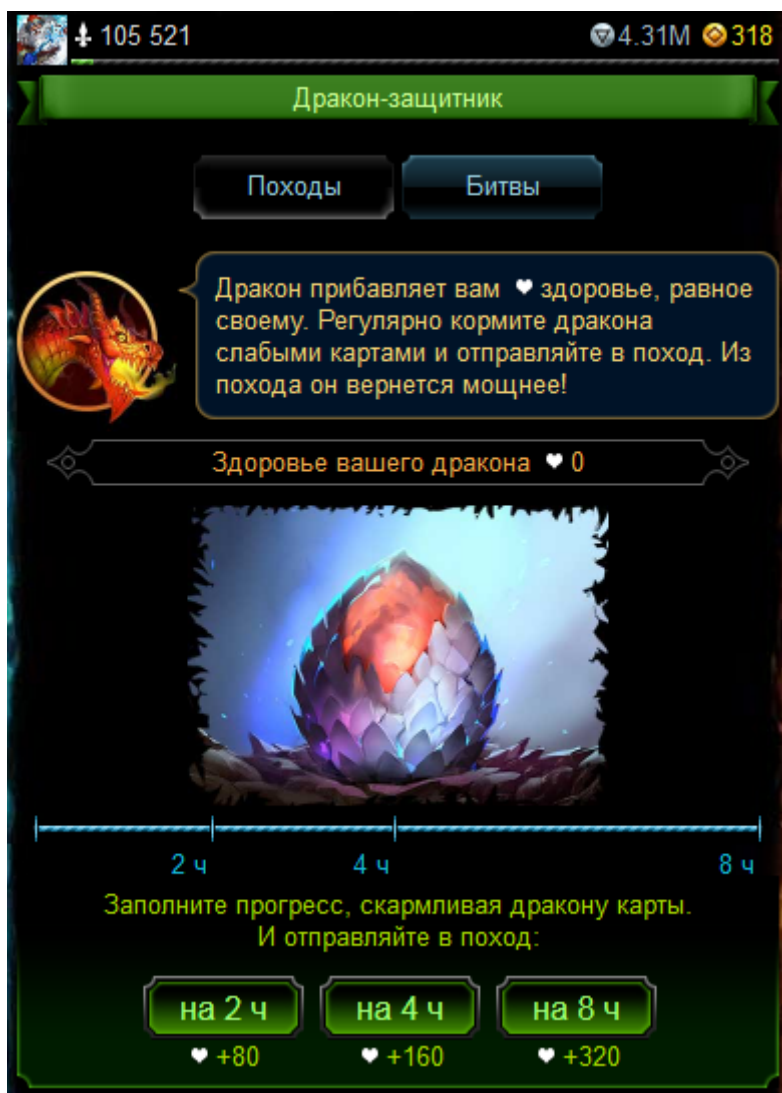 105 521 4.31M 318
Дракон-защитник
Походы Битвы
Дракон прибавляет вам здоровье, равное
своему. Регулярно кормите дракона
слабыми картами и отправляйте в поход. Из
похода он вернется мощнее!
Здоровье вашего дракона 0
2 ч 4 ч 8 ч
Заполните прогресс, скармливая дракону карты.
И отправляйте в поход:
на 2 ч на 4 ч на 8 ч
+80 +160 +320